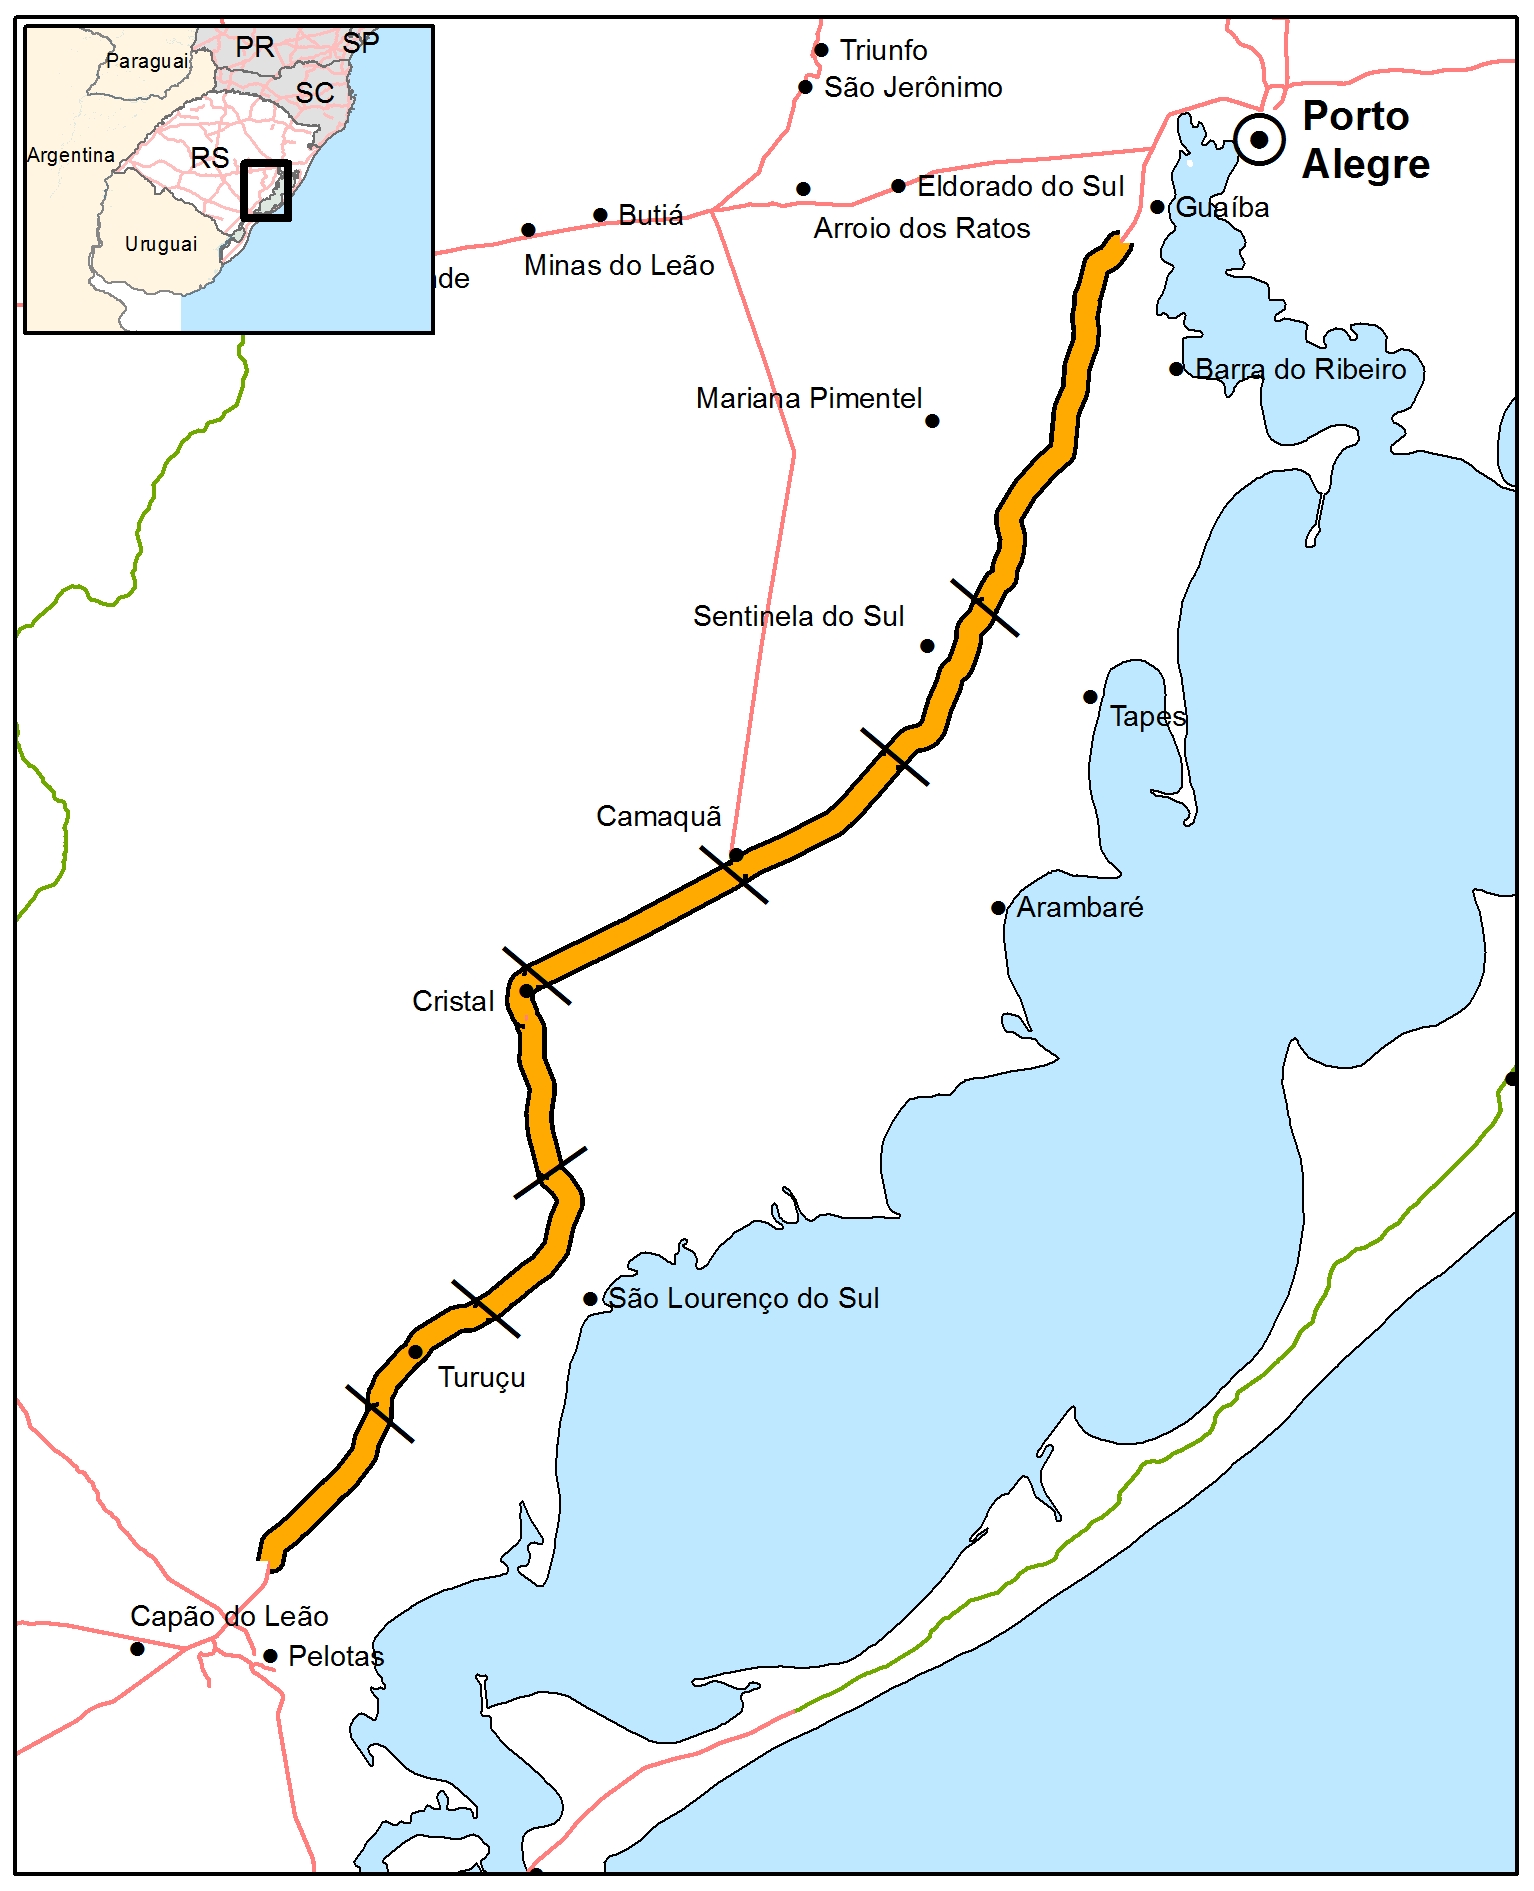 PR
SP
Paraguai
SC
Argentina
RS
Uruguai
Triunfo
São Jerônimo
Porto
Alegre
Eldorado do Sul
Guaíba
Butiá
Arroio dos Ratos
Minas do Leão
de
Barra do Ribeiro
Mariana Pimentel
Sentinela do Sul
Tapes
Camaquã
Arambaré
Cristal
São Lourenço do Sul
Turuçu
Capão do Leão
Pelotas